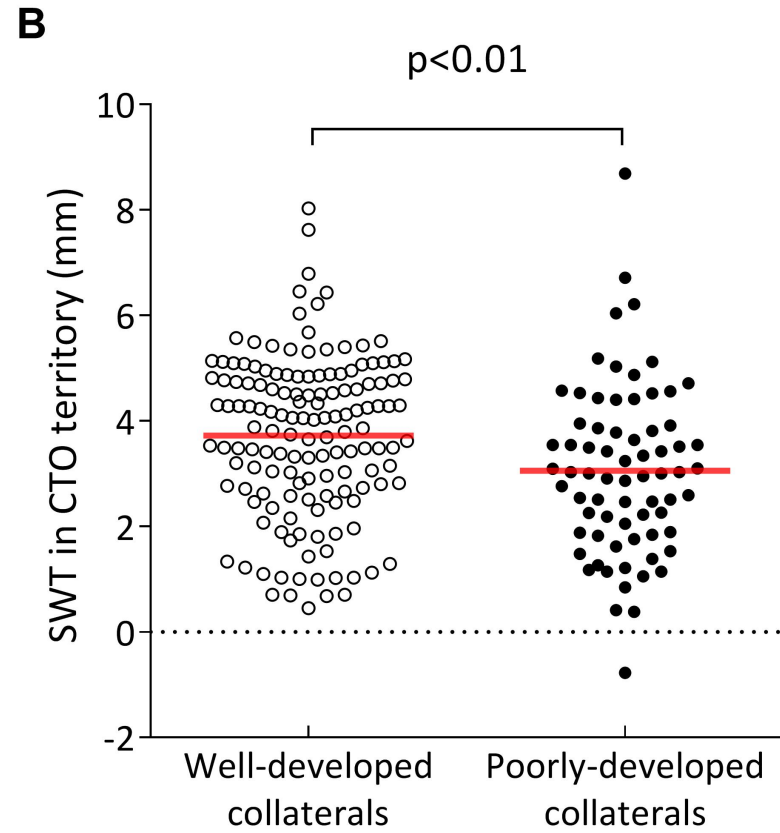 B
p<0.01
SWT in CTO territory (mm)
10
8
6
4
2
0
-2
Well-developed
collaterals
Poorly-developed
collaterals